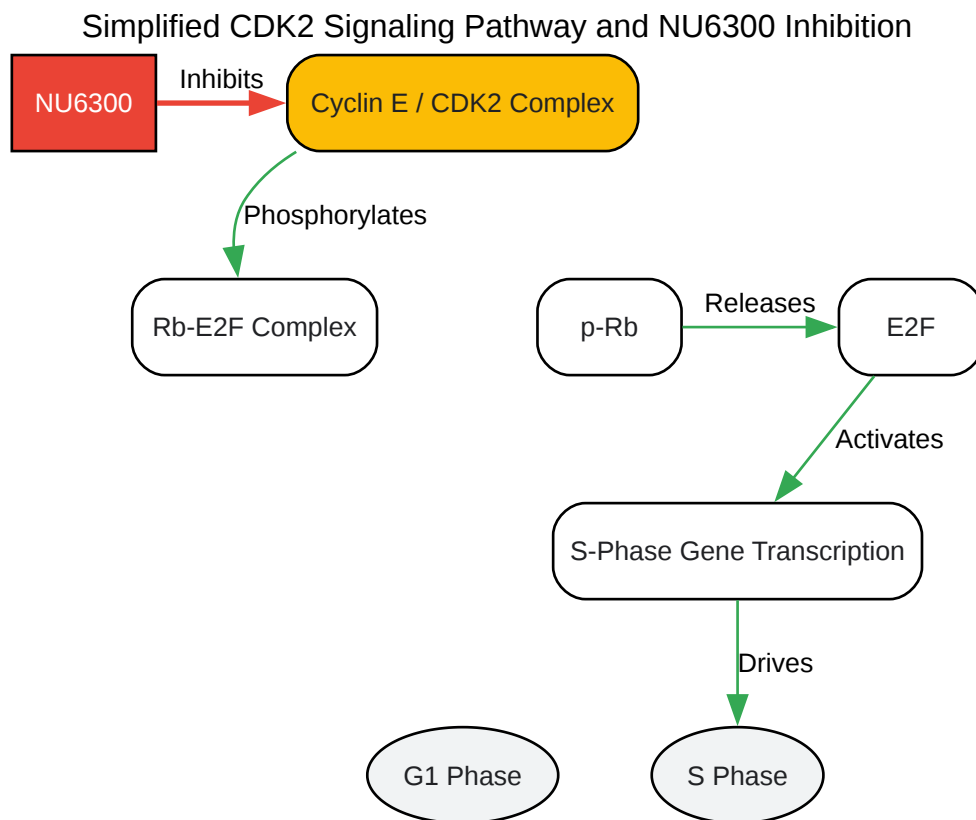 Simplified CDK2 Signaling Pathway and NU6300 Inhibition
NU6300
Inhibits
Cyclin E / CDK2 Complex
Phosphorylates
Rb-E2F Complex
p-Rb
Releases
E2F
Activates
S-Phase Gene Transcription
Drives
G1 Phase
S Phase